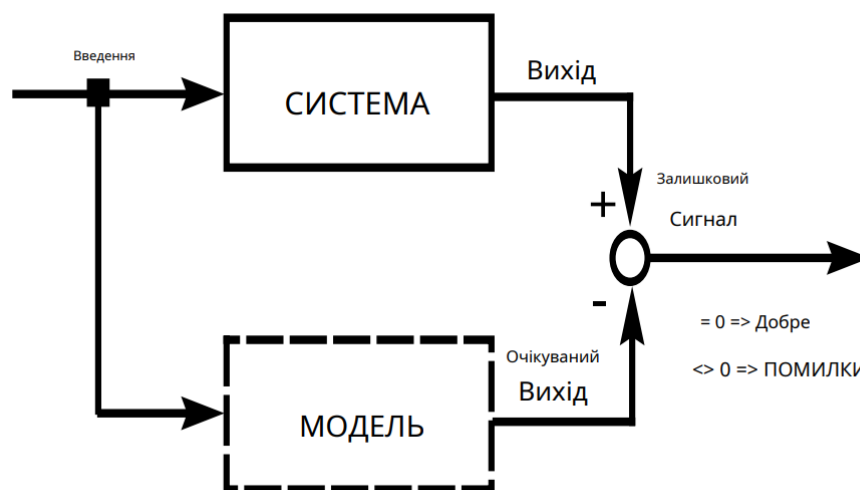 Введення
СИСТЕМА
Вихід
Залишковий
Сигнал
+
-
= 0 => Добре
<> 0 => ПОМИЛКИ
Очікуваний
Вихід
МОДЕЛЬ